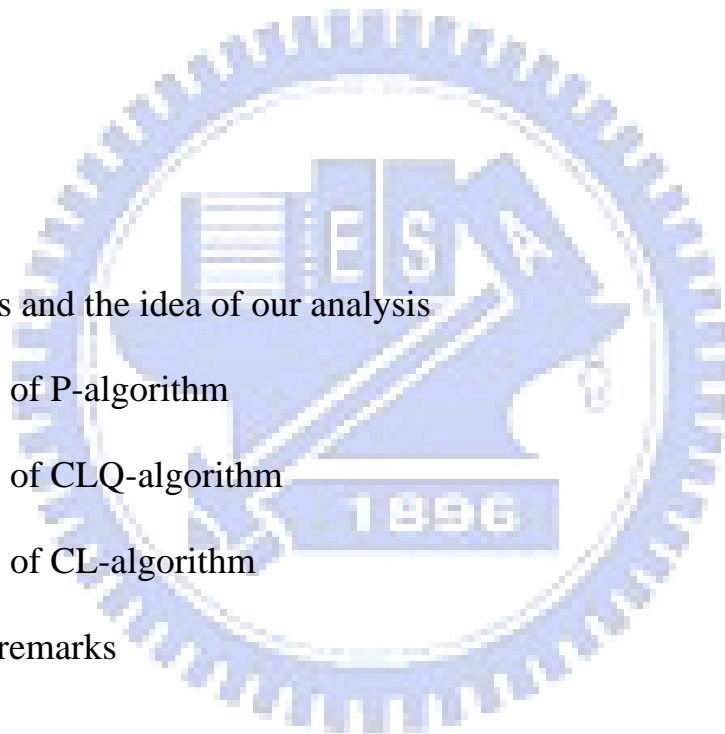 E S A
s and the idea of our analysis
of P-algorithm
of CLQ-algorithm
1896
of CL-algorithm
remarks